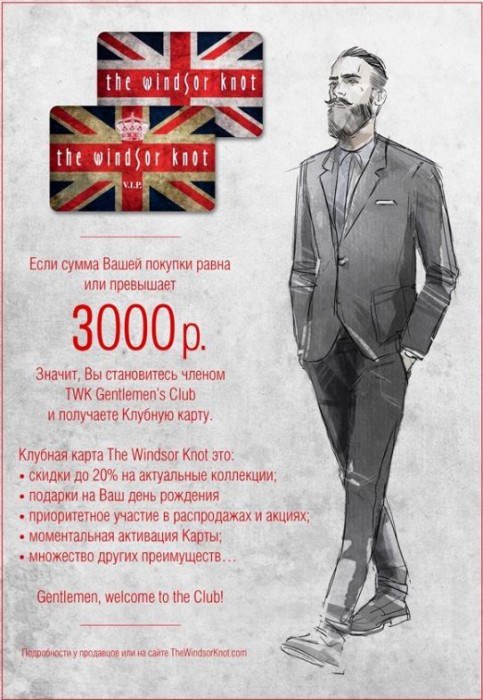 the windsor knot
the windsor knot
V.I.P.
Если сумма Вашей покупки равна
или превышает
3000 р.
Значит, Вы становитесь членом
TWK Gentlemen's Club
и получаете Клубную карту.
Клубная карта The Windsor Knot это:
• скидки до 20% на актуальные коллекции;
• подарки на Ваш день рождения
• приоритетное участие в распродажах и акциях;
• моментальная активация Карты;
• множество других преимуществ…
Gentlemen, welcome to the Club!
Подробности у продавцов или на сайте TheWindsorKnot.com